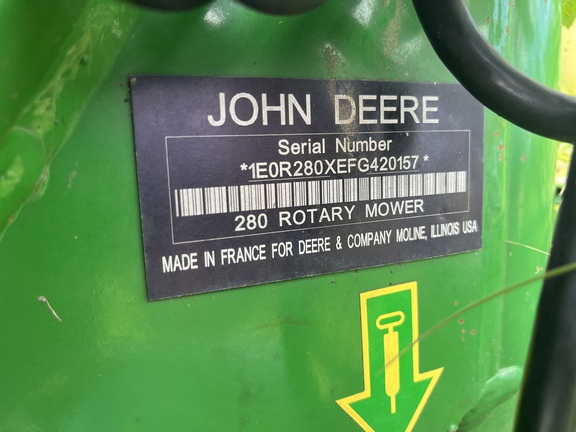 JOHN DEERE
Serial Number
*1E0R280XEFG420157*
280 ROTARY MOWER
MADE IN FRANCE FOR DEERE & COMPANY MOLINE, ILLINOIS USA